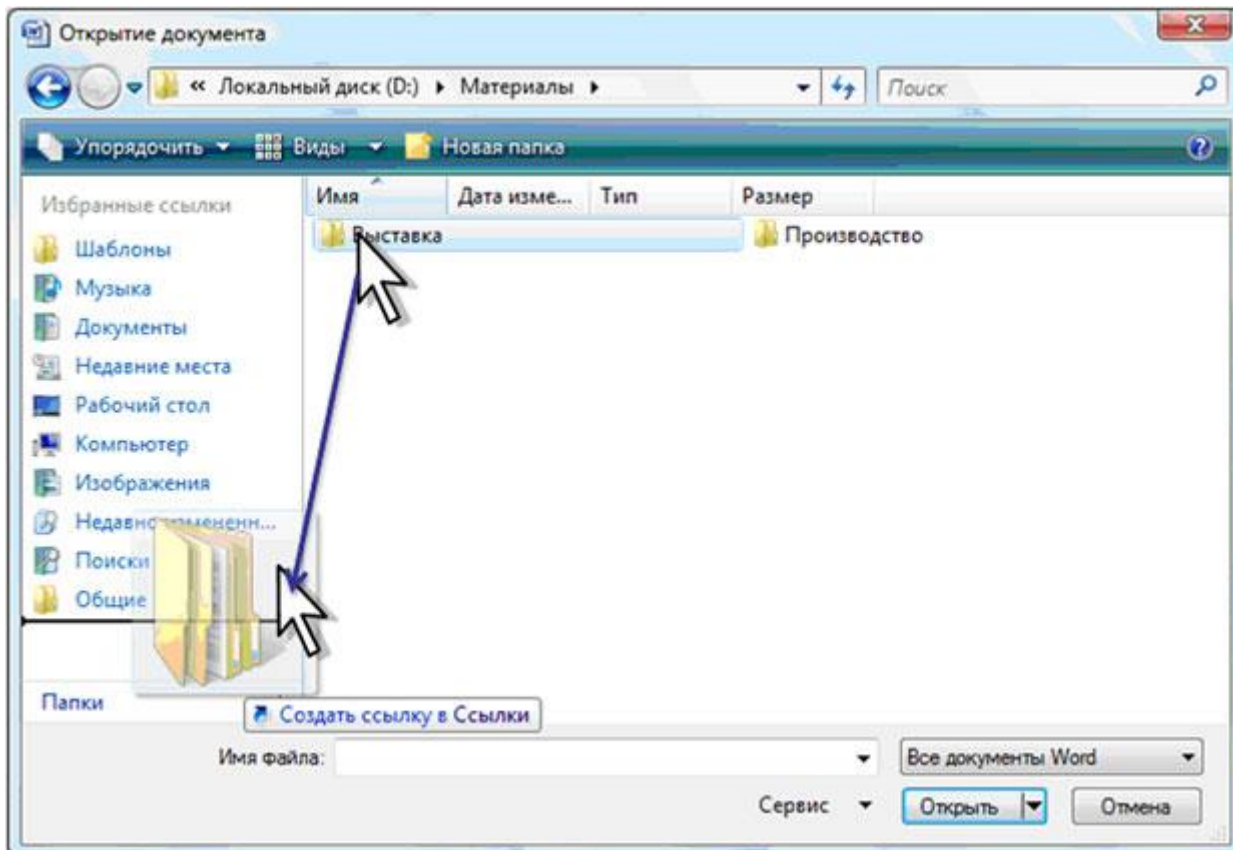 Открытие документа
« Локальный диск (D:) Материалы Поиск
Упорядочить Виды Новая папка
Избранные ссылки Имя Дата изме... Тип Размер
Выставка Производство
Шаблоны
Музыка
Документы
Недавние места
Рабочий стол
Компьютер
Изображения
Недавно измененн...
Поиски
Общие
Папки
Создать ссылку в Ссылки
Имя файла: Все документы Word
Сервис Открыть Отмена